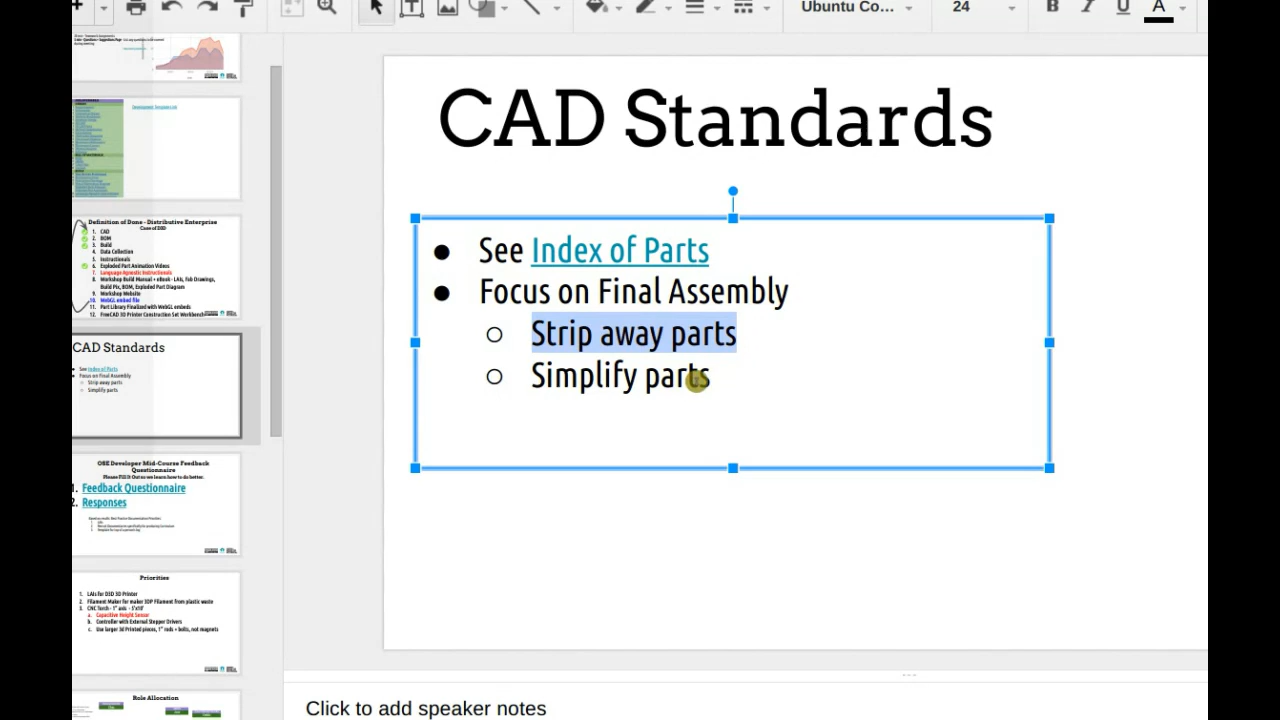 Ubuntu Co...
24
B
I
U
A
CAD Standards
● See Index of Parts
● Focus on Final Assembly
○ Strip away parts
○ Simplify parts
Click to add speaker notes
Definition of Done - Distributive Enterprise
Case of D3D
1. CAD
2. BOM
3. Build
4. Data Collection
5. Instructionals
6. Exploded Part Animation Videos
7. Language Agnostic Instructionals
8. Workshop Build Manual + eBook - LAIs, Fab Drawings,
Build Pix, BOM, Exploded Part Diagram
9. Workshop Website
10. WebGL embed file
11. Part Library Finalized with WebGL embeds
12. FreeCAD 3D Printer Construction Set Workbench
CAD Standards
See Index of Parts
Focus on Final Assembly
Strip away parts
Simplify parts
OSE Developer Mid-Course Feedback
Questionnaire
Please Fill It Out so we learn how to do better.
1. Feedback Questionnaire
2. Responses
Priorities
1. LAIs for D3D 3D Printer
2. Filament Maker for make 3DP Filament from plastic waste
3. CNC Torch - 1" axis - 5'x10'
a. Capacitive Height Sensor
b. Controller with External Stepper Drivers
c. Use larger 3d Printed pieces, 1" rods + bolts, not magnets
Role Allocation